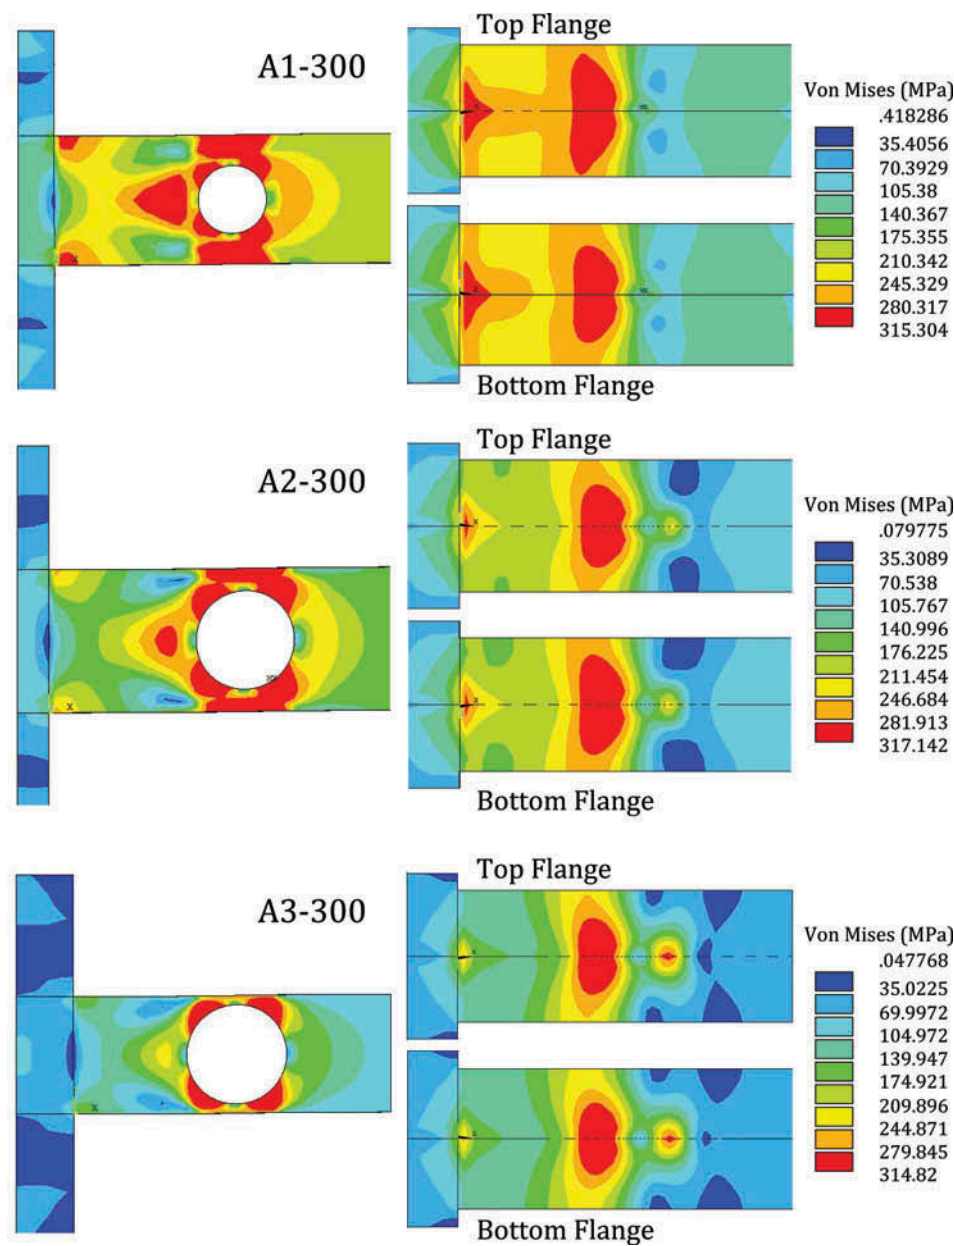 Top Flange
A1-300
Von Mises (MPa)
.418286
35.4056
70.3929
105.38
140.367
175.355
210.342
245.329
280.317
315.304
X
X
X
Bottom Flange
Top Flange
A2-300
Von Mises (MPa)
.079775
35.3089
70.538
105.767
140.996
176.225
211.454
246.684
281.913
317.142
X
X
X
Bottom Flange
Top Flange
A3-300
Von Mises (MPa)
.047768
35.0225
69.9972
104.972
139.947
174.921
209.896
244.871
279.845
314.82
X
X
X
Bottom Flange